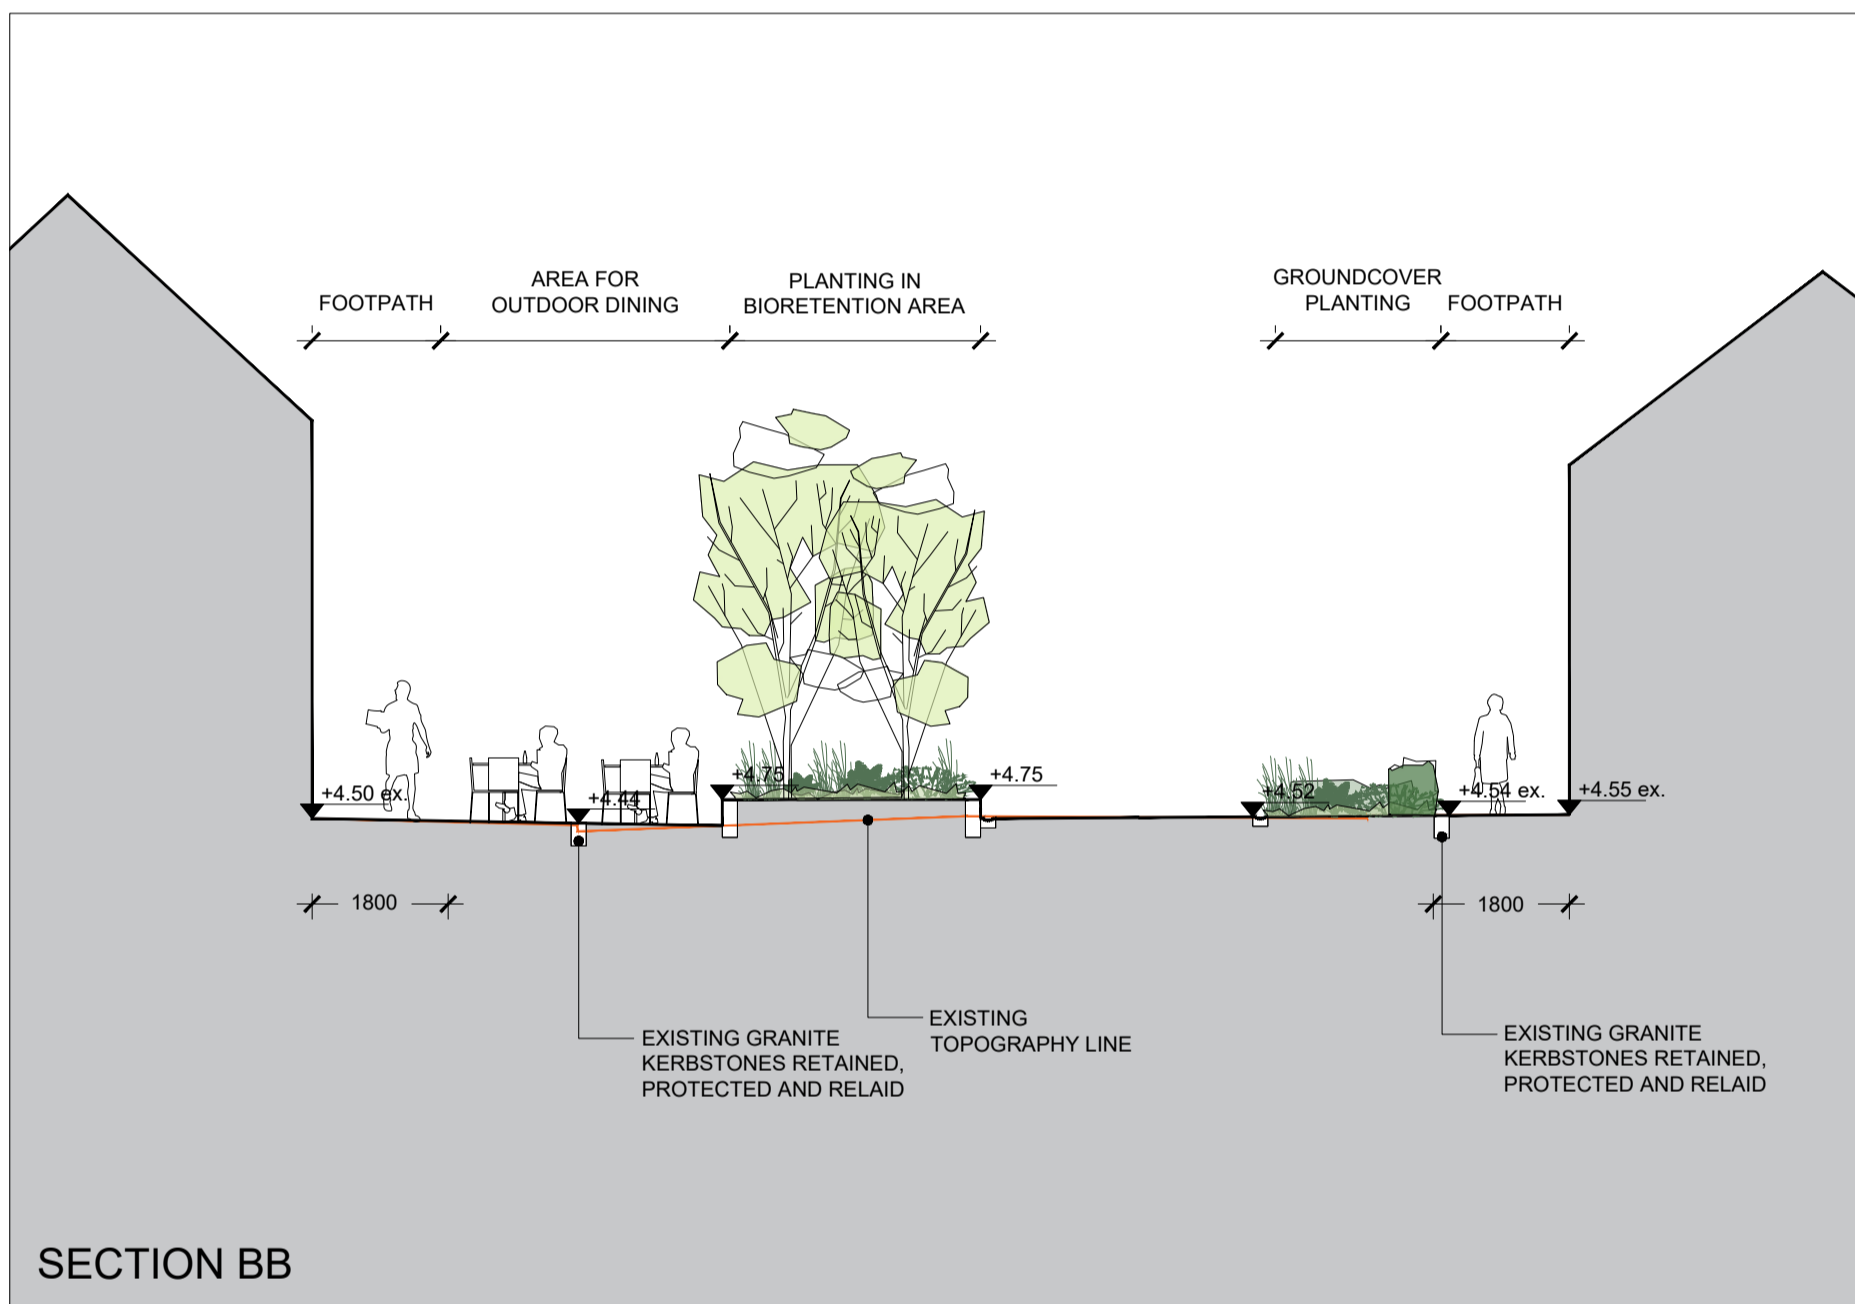 FOOTPATH
AREA FOR
OUTDOOR DINING
PLANTING IN
BIORETENTION AREA
GROUNDCOVER
PLANTING
FOOTPATH
+4.50 ex.
+4.44
+4.75
+4.75
+4.52
+4.54 ex.
+4.55 ex.
1800
1800
EXISTING GRANITE
KERBSTONES RETAINED,
PROTECTED AND RELAID
EXISTING
TOPOGRAPHY LINE
EXISTING GRANITE
KERBSTONES RETAINED,
PROTECTED AND RELAID
SECTION BB